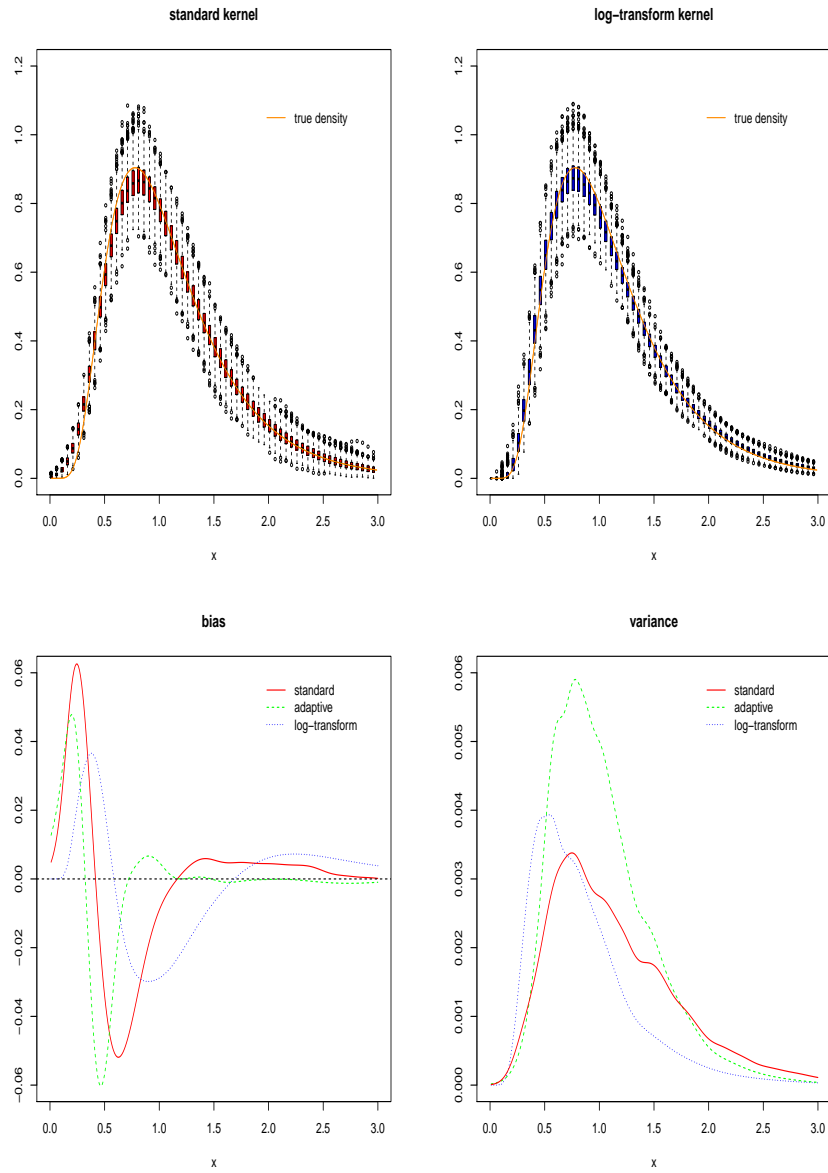 standard kernel
true density
1.2
1.0
0.8
0.6
0.4
0.2
0.0
0.0 0.5 1.0 1.5 2.0 2.5 3.0
x
log−transform kernel
true density
1.2
1.0
0.8
0.6
0.4
0.2
0.0
0.0 0.5 1.0 1.5 2.0 2.5 3.0
x
bias
standard
adaptive
log−transform
0.06
0.04
0.02
0.00
−0.02
−0.04
−0.06
0.0 0.5 1.0 1.5 2.0 2.5 3.0
x
variance
standard
adaptive
log−transform
0.006
0.005
0.004
0.003
0.002
0.001
0.000
0.0 0.5 1.0 1.5 2.0 2.5 3.0
x